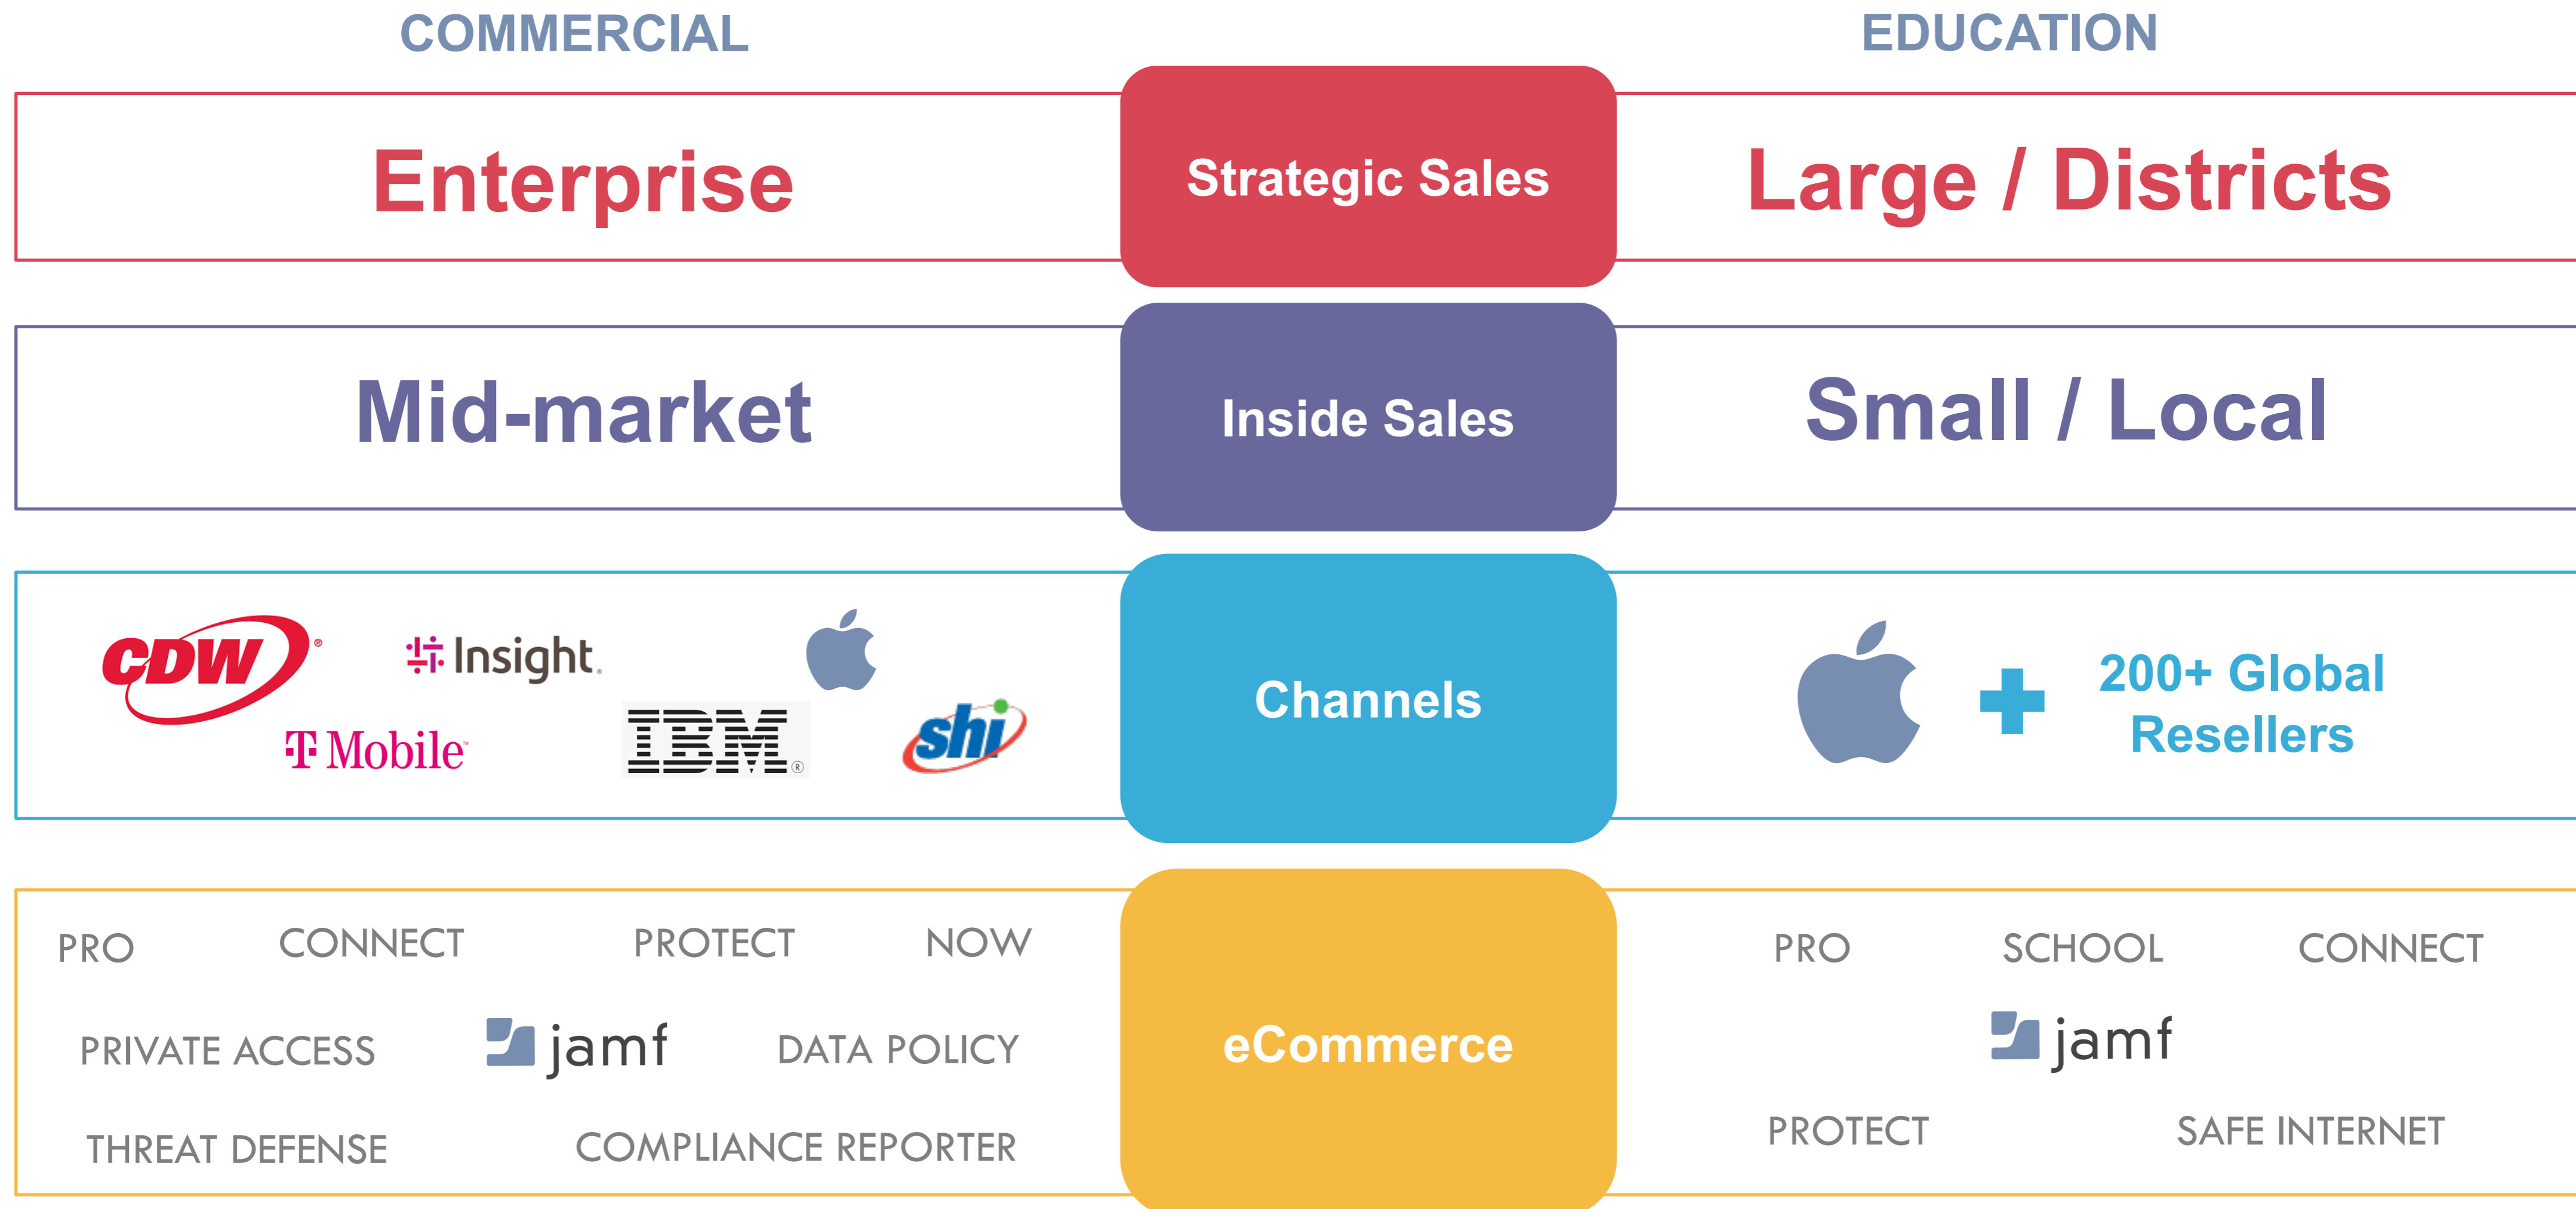 COMMERCIAL
EDUCATION
Enterprise
Strategic Sales
Large / Districts
Mid-market
Inside Sales
Small / Local
CDW®
Insight.
T Mobile
IBM®
shi
Channels
200+ Global
Resellers
PRO CONNECT PROTECT NOW
PRIVATE ACCESS jamf DATA POLICY
THREAT DEFENSE COMPLIANCE REPORTER
eCommerce
PRO SCHOOL CONNECT
jamf
PROTECT SAFE INTERNET